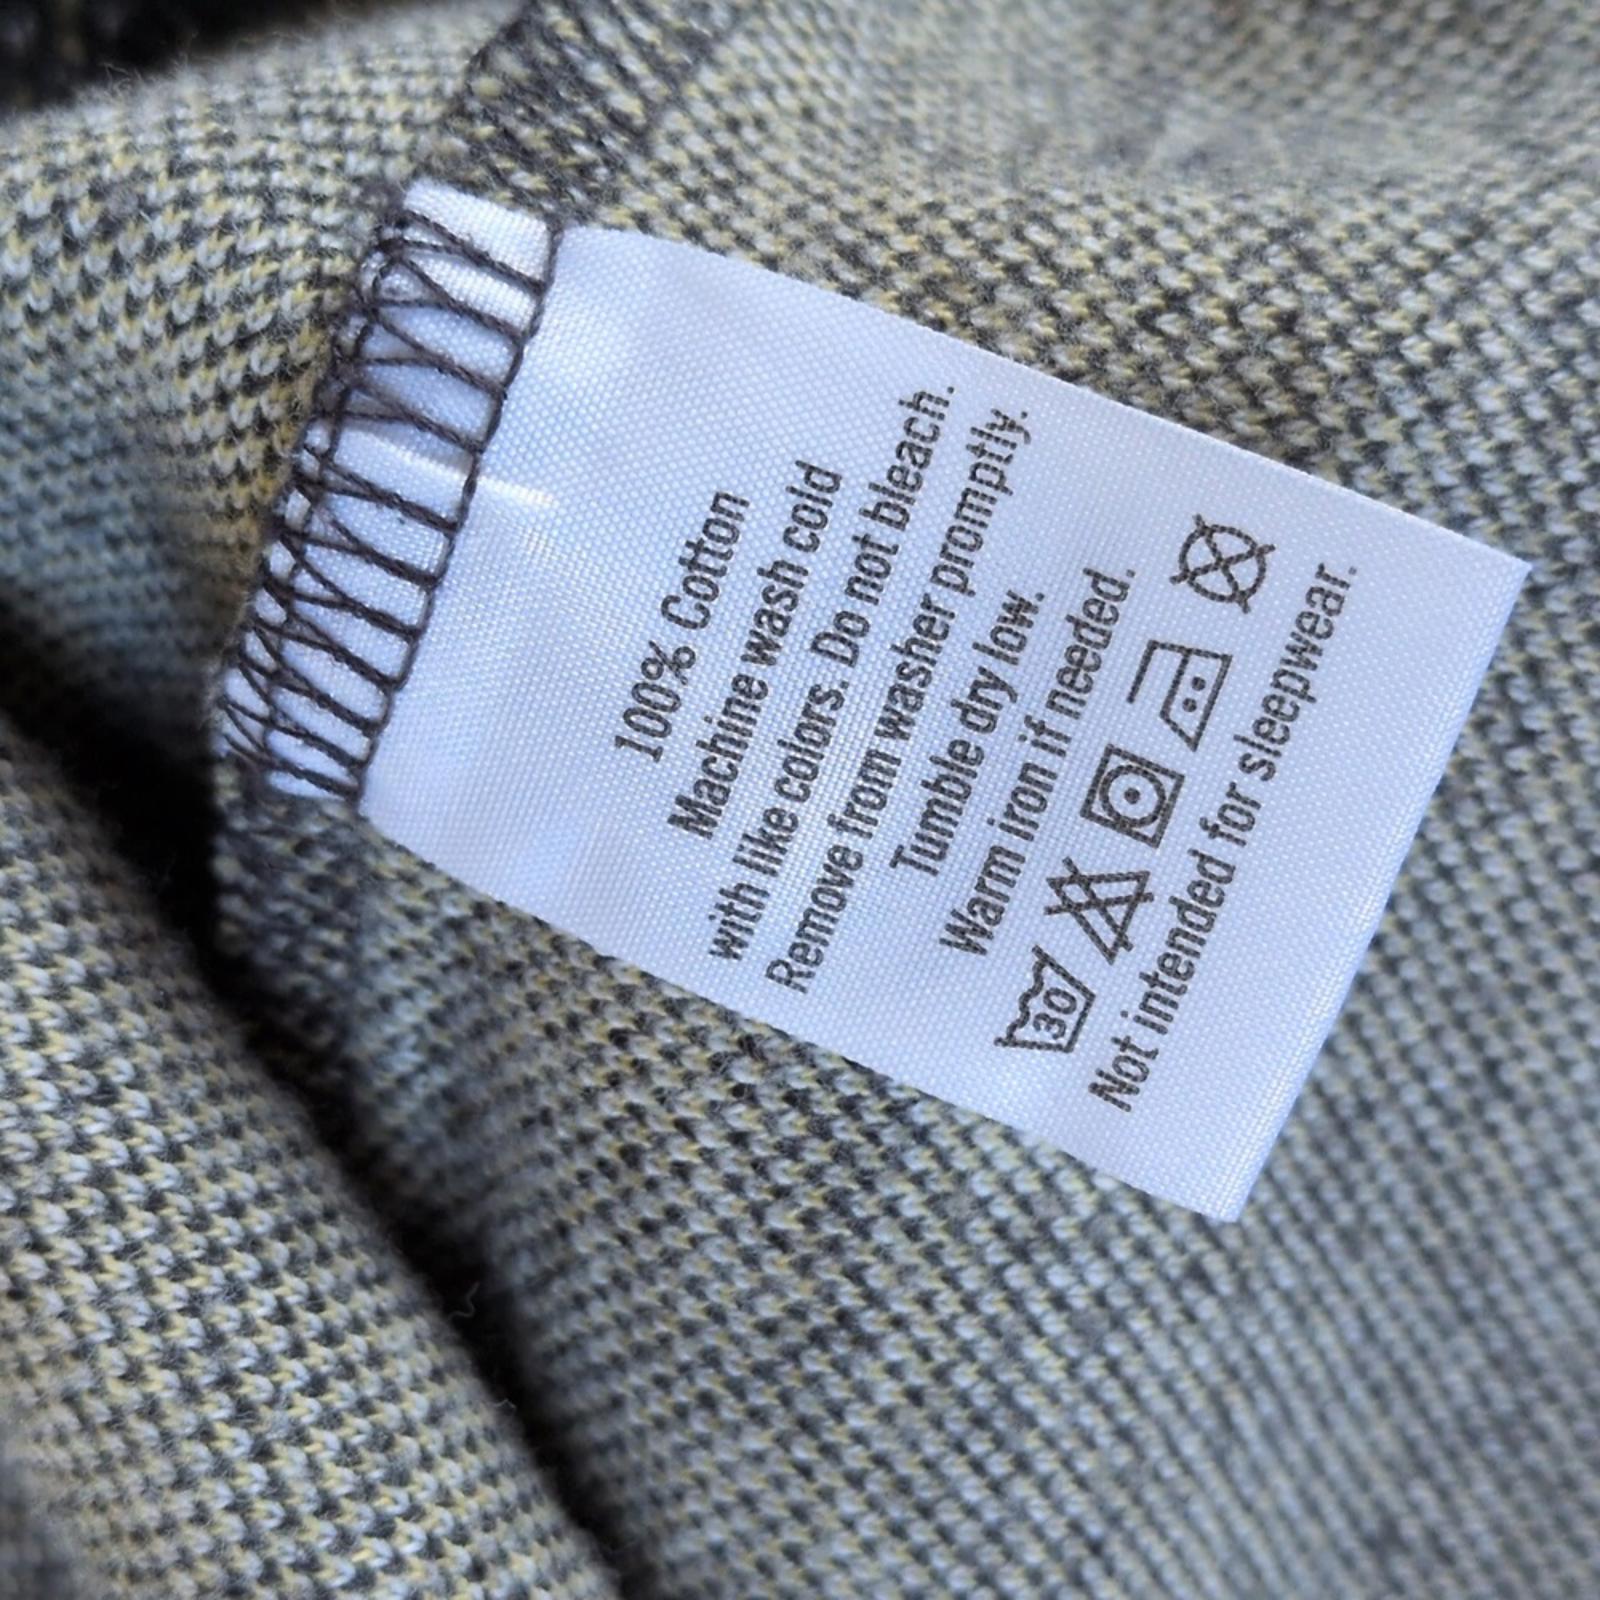 100% Cotton
Machine wash cold
with like colors. Do not bleach.
Remove from washer promptly.
Tumble dry low.
Warm iron if needed.
30
Not intended for sleepwear.